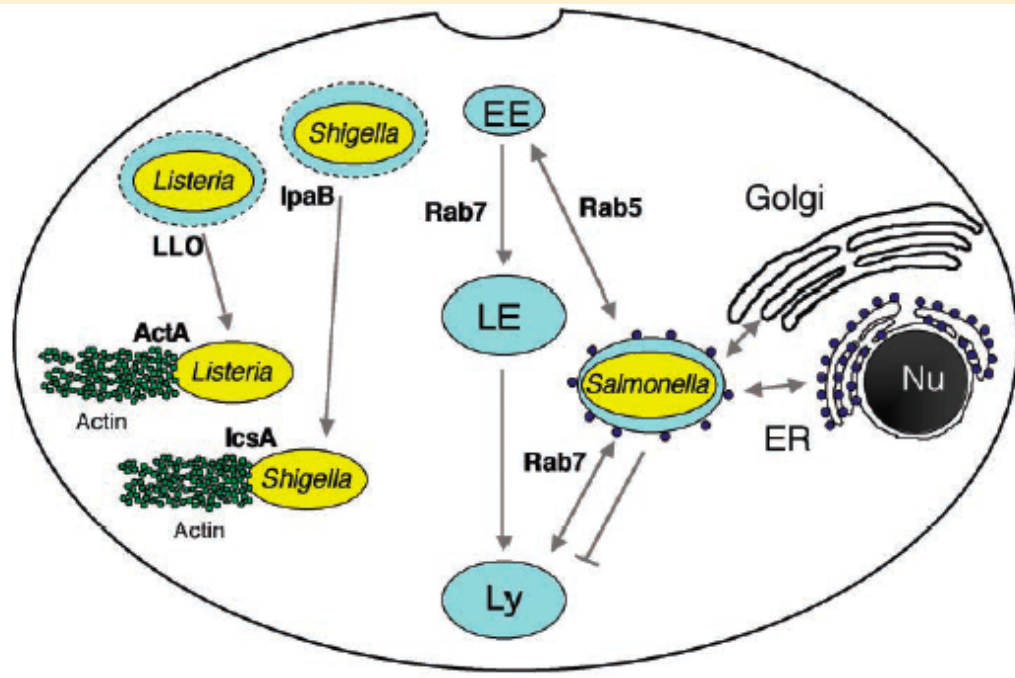 EE
Shigella
Listeria
IpaB
Rab7
Rab5
Golgi
LLO
LE
ActA
Listeria
Salmonella
Nu
Actin
IcsA
ER
Rab7
Shigella
Actin
Ly